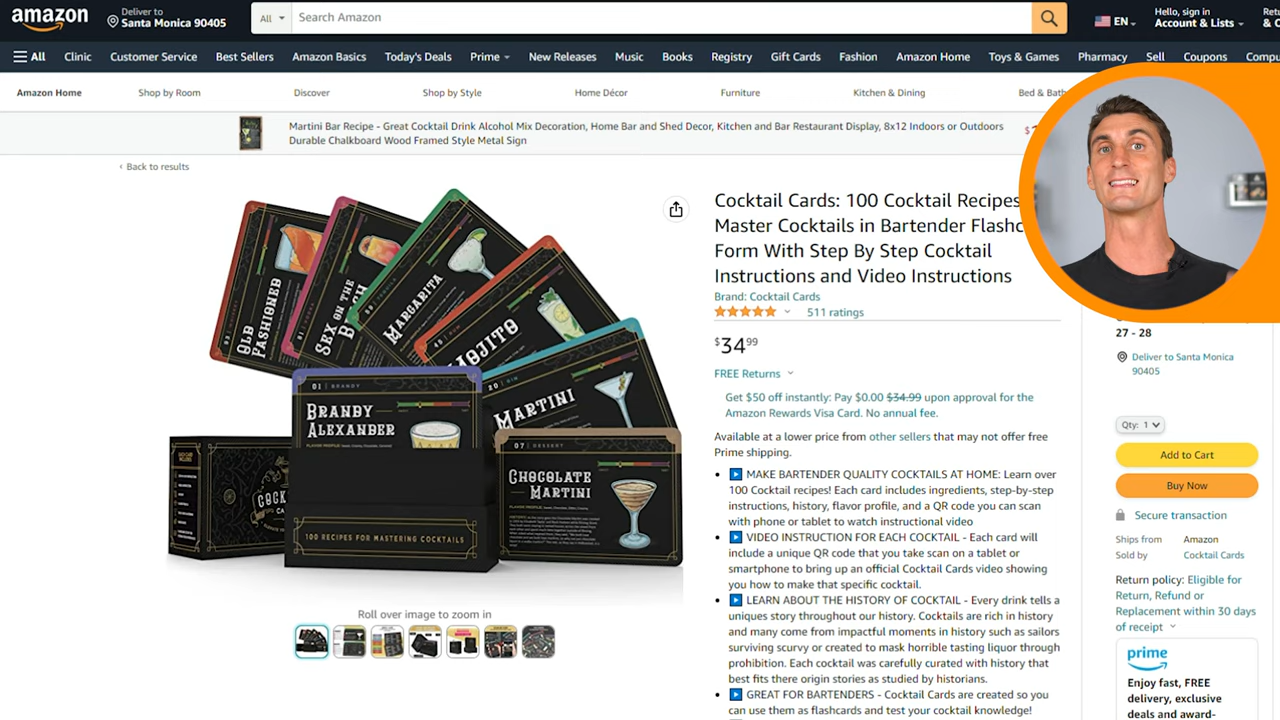 amazon
Deliver to
Santa Monica 90405
All
Search Amazon
EN
Hello, sign in
Account & Lists
All
Clinic
Customer Service
Best Sellers
Amazon Basics
Today's Deals
Prime
New Releases
Music
Books
Registry
Gift Cards
Fashion
Amazon Home
Toys & Games
Pharmacy
Sell
Coupons
Amazon Home
Shop by Room
Discover
Shop by Style
Home Décor
Furniture
Kitchen & Dining
Bed &
Martini Bar Recipe - Great Cocktail Drink Alcohol Mix Decoration, Home Bar and Shed Decor, Kitchen and Bar Restaurant Display, 8x12 Indoors or Outdoors
Durable Chalkboard Wood Framed Style Metal Sign
‹ Back to results
OLD FASHIONED
SEX ON THE
MARGARITA
MOJITO
20 | GIN
MARTINI
01 | BRANDY
BRANDY
ALEXANDER
07 | DESSERT
CHOCOLATE
MARTINI
100 RECIPES FOR MASTERING COCKTAILS
Roll over image to zoom in
Cocktail Cards: 100 Cocktail Recipes
Master Cocktails in Bartender
Form With Step By Step Cocktail
Instructions and Video Instructions
Brand: Cocktail Cards
511 ratings
$34.99
FREE Returns
Get $50 off instantly: Pay $0.00 $34.99 upon approval for the
Amazon Rewards Visa Card. No annual fee.
Available at a lower price from other sellers that may not offer free
Prime shipping.
MAKE BARTENDER QUALITY COCKTAILS AT HOME: Learn over
100 Cocktail recipes! Each card includes ingredients, step-by-step
instructions, history, flavor profile, and a QR code you can scan
with phone or tablet to watch instructional video
VIDEO INSTRUCTION FOR EACH COCKTAIL - Each card will
include a unique QR code that you take scan on a tablet or
smartphone to bring up an official Cocktail Cards video showing
you how to make that specific cocktail.
LEARN ABOUT THE HISTORY OF COCKTAIL - Every drink tells a
uniques story throughout our history. Cocktails are rich in history
and many come from impactful moments in history such as sailors
surviving scurvy or created to mask horrible tasting liquor through
prohibition. Each cocktail was carefully curated with history that
best fits there origin stories as studied by historians.
GREAT FOR BARTENDERS - Cocktail Cards are created so you
can use them as flashcards and test your cocktail knowledge!
27 - 28
Deliver to Santa Monica
90405
Qty: 1
Add to Cart
Buy Now
Secure transaction
Ships from Amazon
Sold by Cocktail Cards
Return policy: Eligible for
Return, Refund or
Replacement within 30 days
of receipt
prime
Enjoy fast, FREE
delivery, exclusive
deals and award-